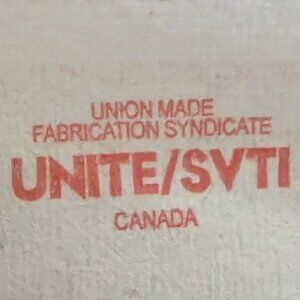 UNION MADE
FABRICATION SYNDICATE
UNITE/SVTI
CANADA